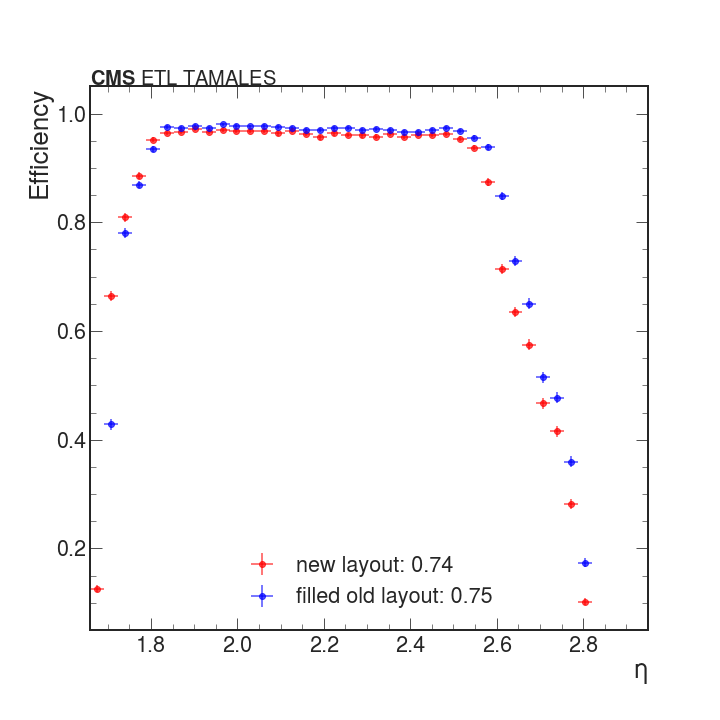 CMS ETL TAMALES
Efficiency
1.0
0.8
0.6
0.4
0.2
new layout: 0.74
filled old layout: 0.75
1.8 2.0 2.2 2.4 2.6 2.8
η